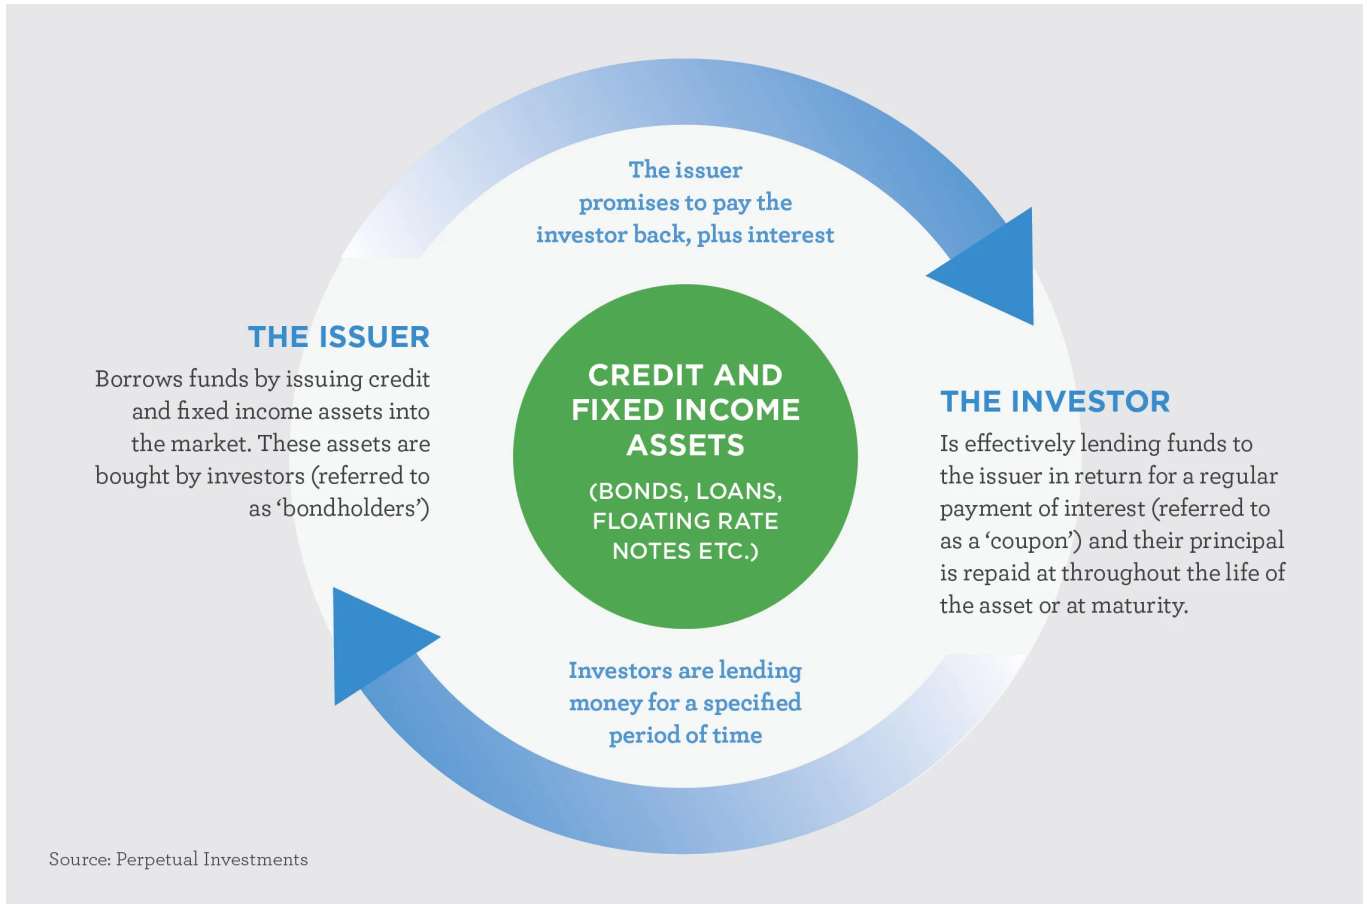 The issuer
promises to pay the
investor back, plus interest
THE ISSUER
Borrows funds by issuing credit
and fixed income assets into
the market. These assets are
bought by investors (referred to
as ‘bondholders’)
CREDIT AND
FIXED INCOME
ASSETS
(BONDS, LOANS,
FLOATING RATE
NOTES ETC.)
THE INVESTOR
Is effectively lending funds to
the issuer in return for a regular
payment of interest (referred to
as a ‘coupon’) and their principal
is repaid at throughout the life of
the asset or at maturity.
Investors are lending
money for a specified
period of time
Source: Perpetual Investments